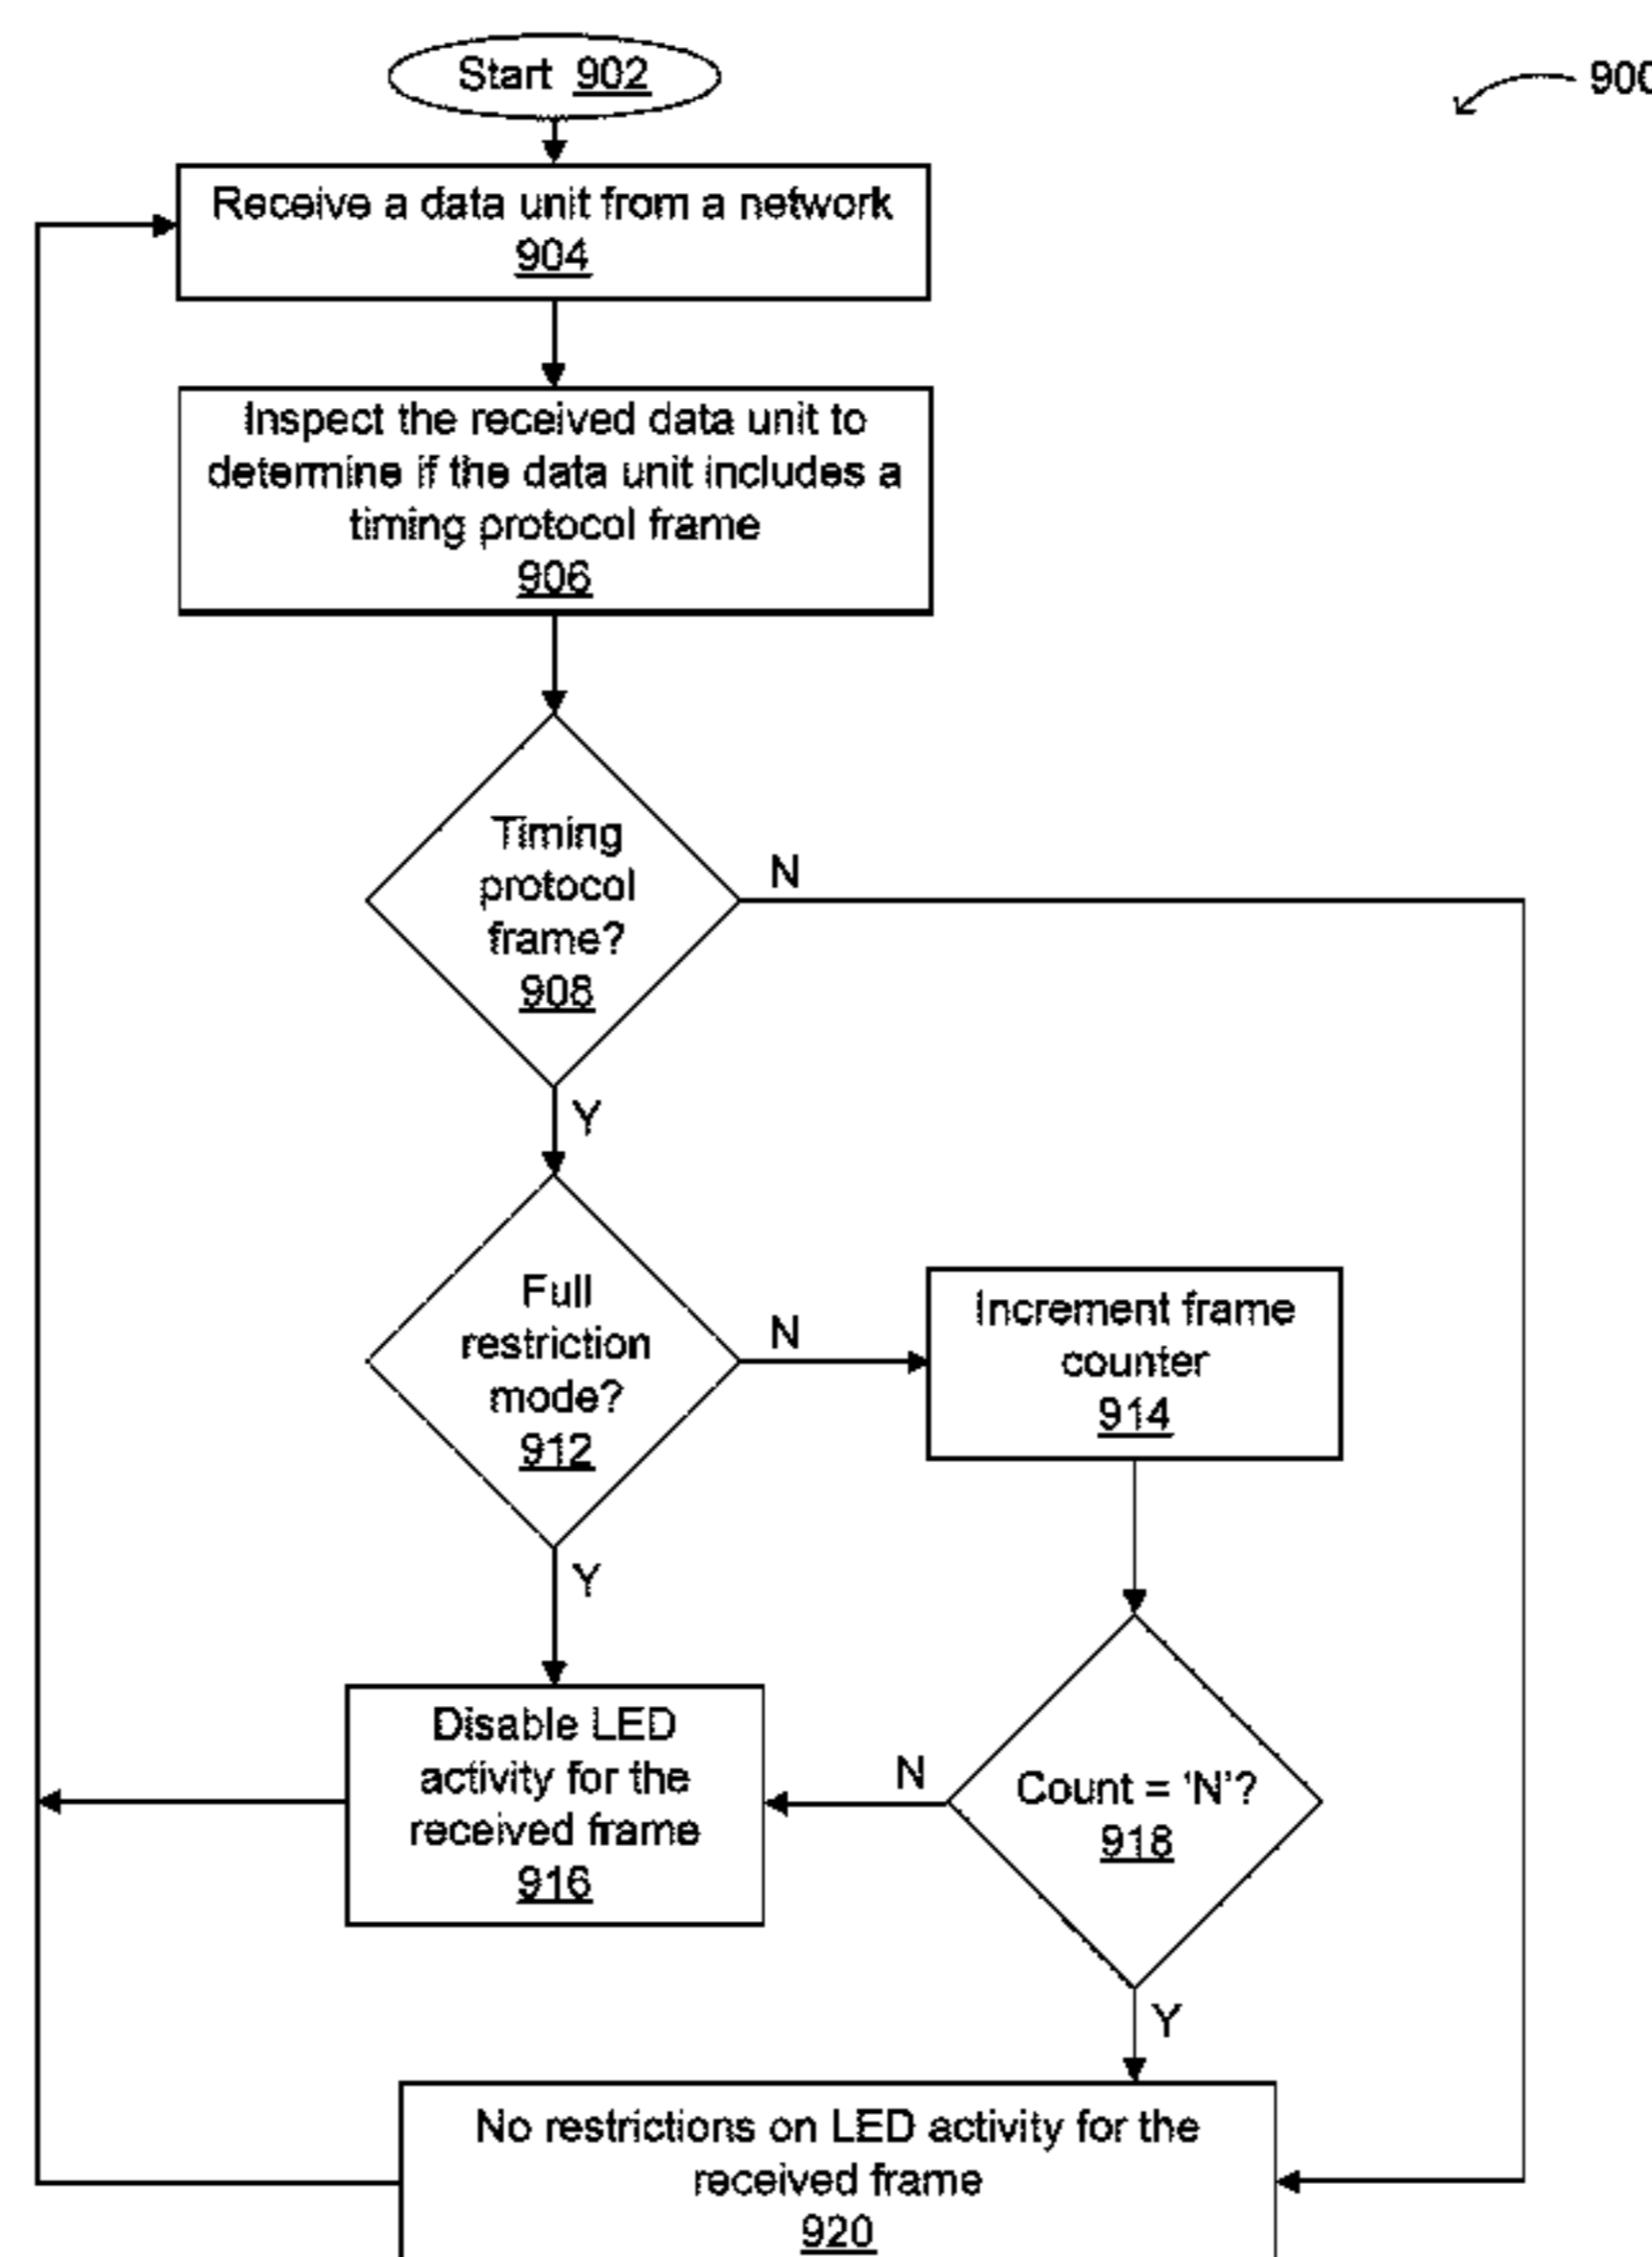 Start 902
900
Receive a data unit from a network
904
Inspect the received data unit to
determine if the data unit includes a
timing protocol frame
906
Timing
protocol
frame?
908
N
Y
Full
restriction
mode?
912
N
Increment frame
counter
914
Y
Disable LED
activity for the
received frame
916
N
Count = ‘N’?
918
Y
No restrictions on LED activity for the
received frame
920